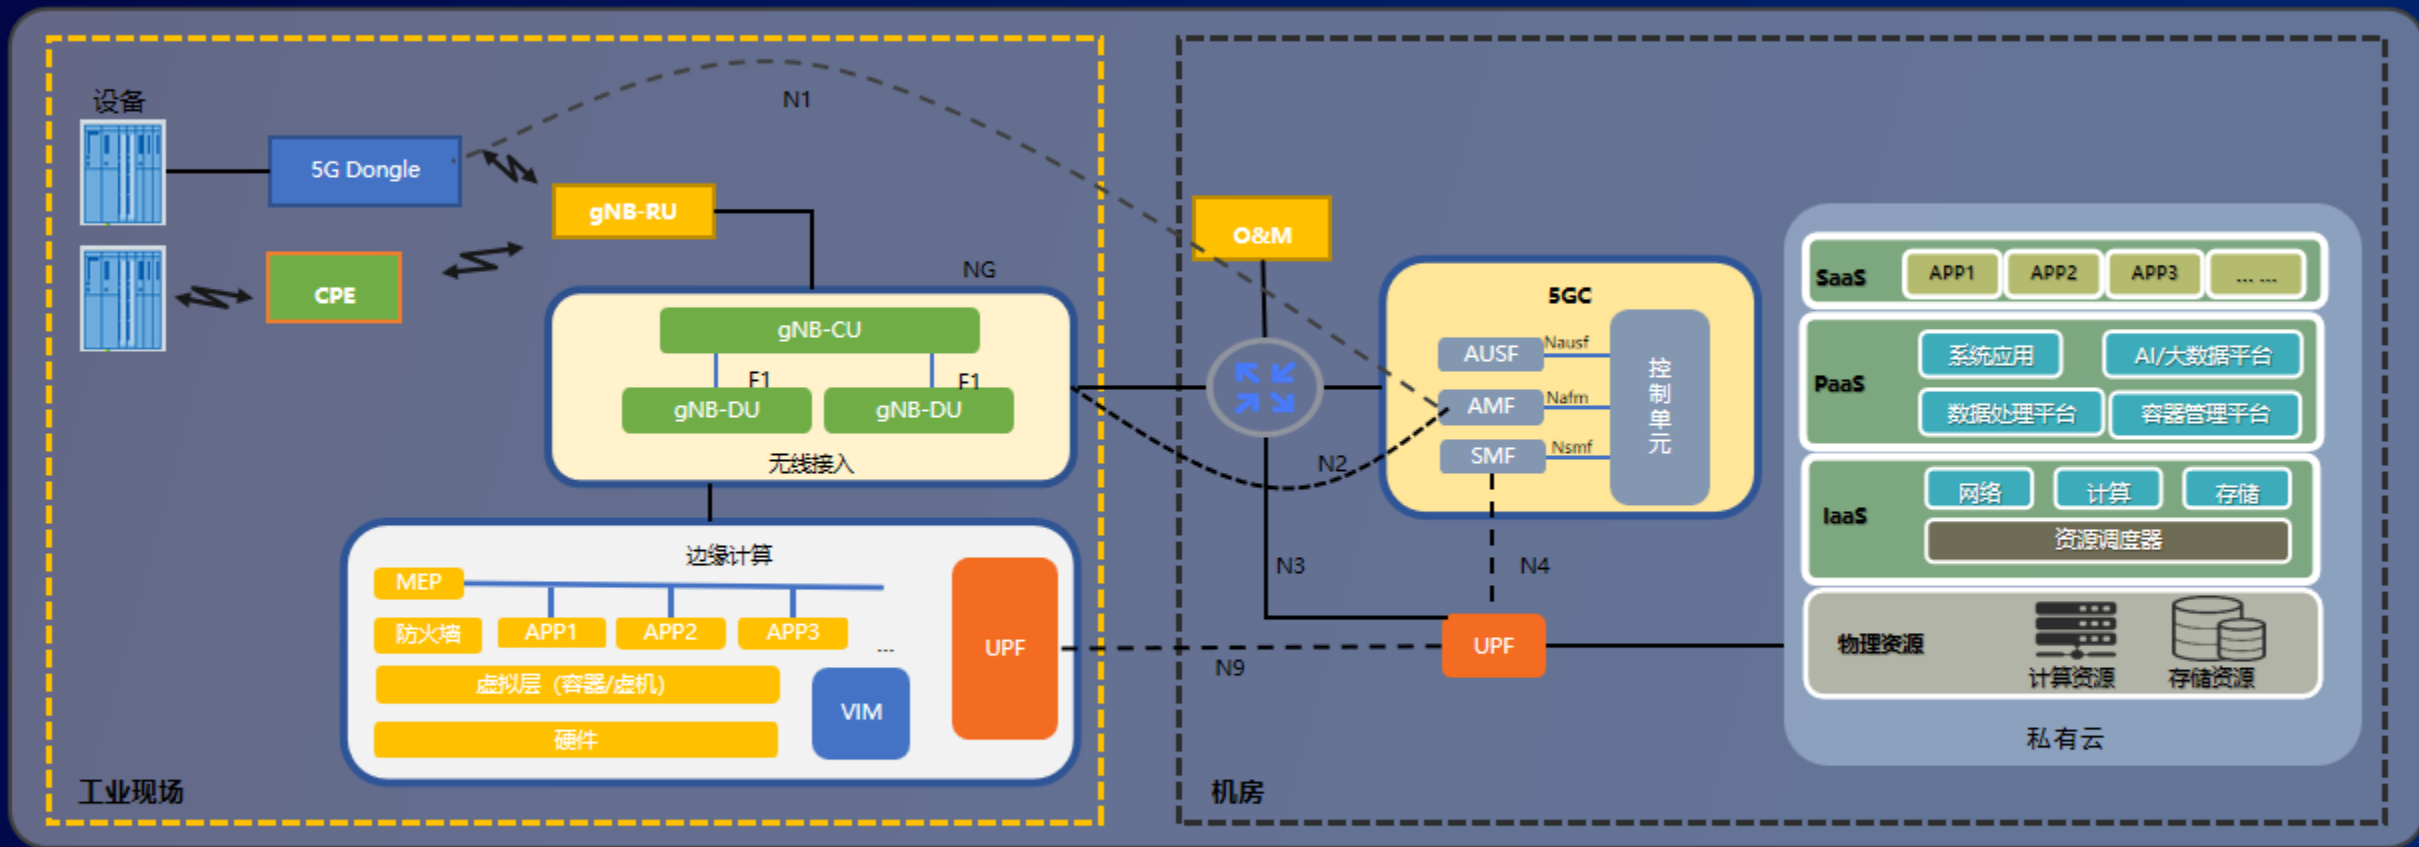 设备
N1
5G Dongle
gNB-RU
CPE
NG
gNB-CU
F1
F1
gNB-DU
gNB-DU
无线接入
边缘计算
MEP
防火墙
APP1
APP2
APP3
...
虚拟层（容器/虚机）
硬件
VIM
UPF
工业现场
O&M
5GC
AUSF
Nausf
AMF
Nafm
SMF
Nsmf
控制单元
N2
N3
N4
N9
UPF
机房
SaaS
APP1
APP2
APP3
... ...
PaaS
系统应用
AI/大数据平台
数据处理平台
容器管理平台
IaaS
网络
计算
存储
资源调度器
物理资源
计算资源
存储资源
私有云